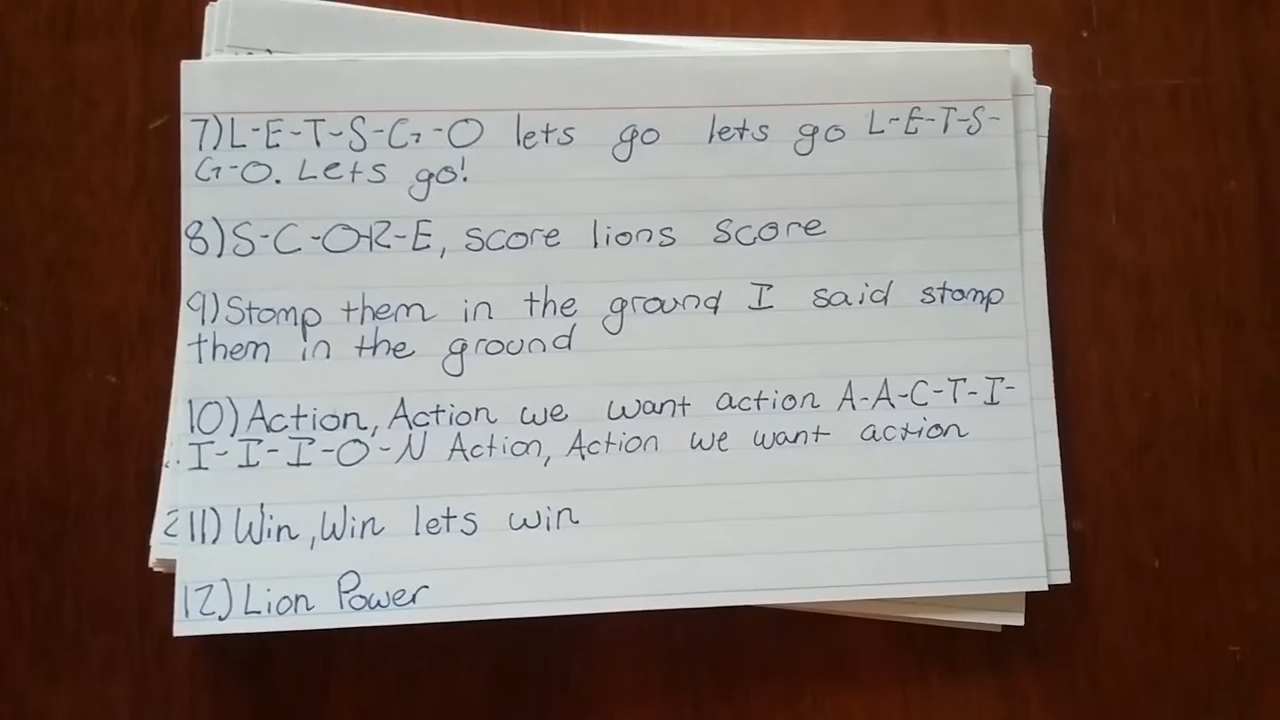 7) L-E-T-S-G-O lets go lets go L-E-T-S-
G-O. Lets go!
8) S-C-O-R-E, score lions score
9) Stomp them in the ground I said stomp
them in the ground
10) Action, Action we want action A-A-C-T-I-
I-I-I-O-N Action, Action we want action
11) Win, Win lets win
12) Lion Power